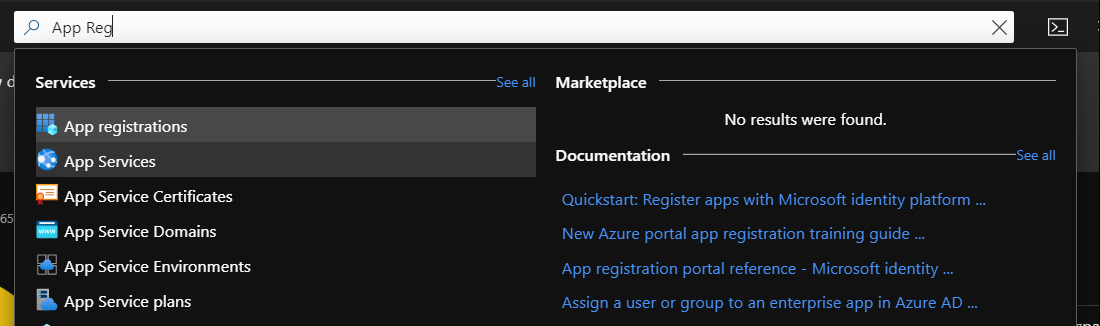 App Reg
Services
See all
App registrations
App Services
App Service Certificates
App Service Domains
App Service Environments
App Service plans
Marketplace
No results were found.
Documentation
See all
Quickstart: Register apps with Microsoft identity platform ...
New Azure portal app registration training guide ...
App registration portal reference - Microsoft identity ...
Assign a user or group to an enterprise app in Azure AD ...
65